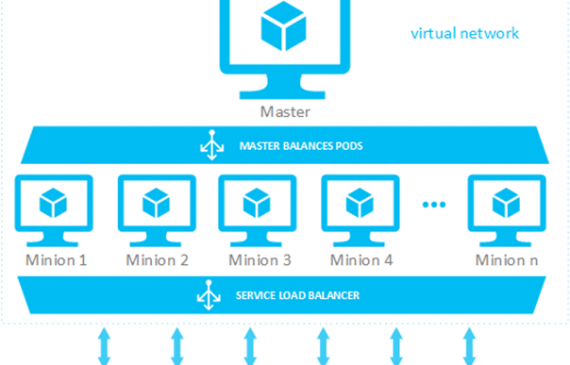 virtual network
Master
MASTER BALANCES PODS
Minion 1
Minion 2
Minion 3
Minion 4
Minion n
SERVICE LOAD BALANCER